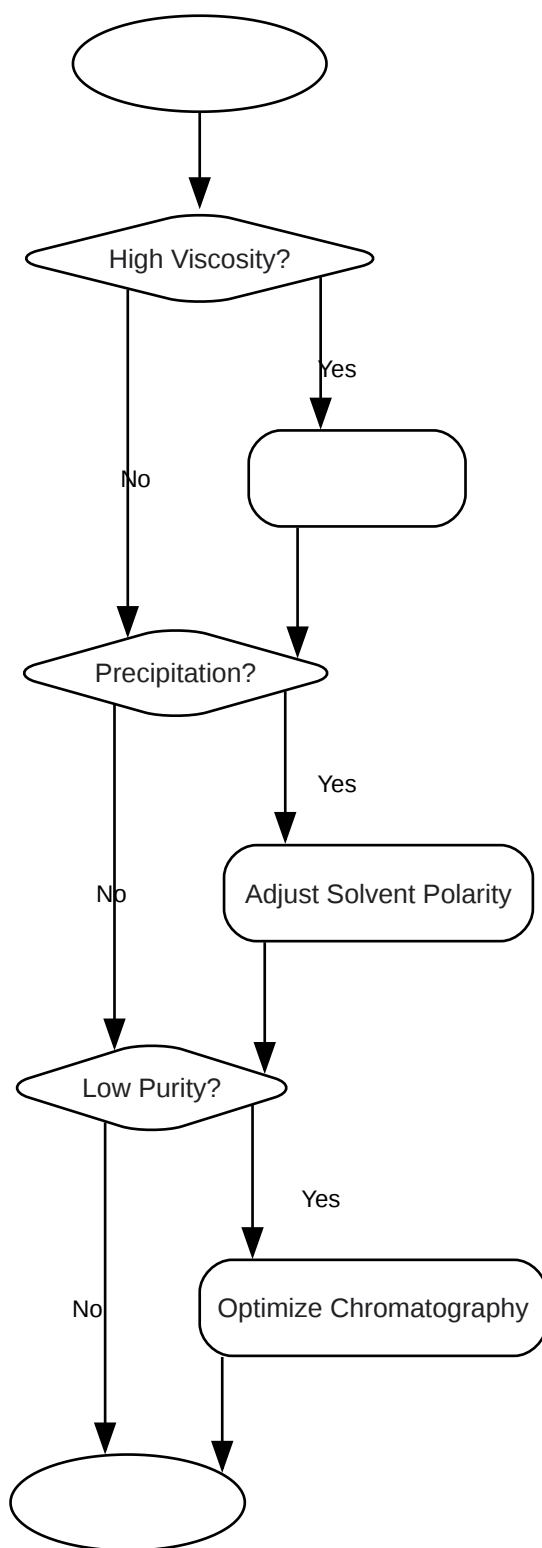 High Viscosity?
Yes
No
Precipitation?
Yes
No
Adjust Solvent Polarity
Low Purity?
Yes
No
Optimize Chromatography